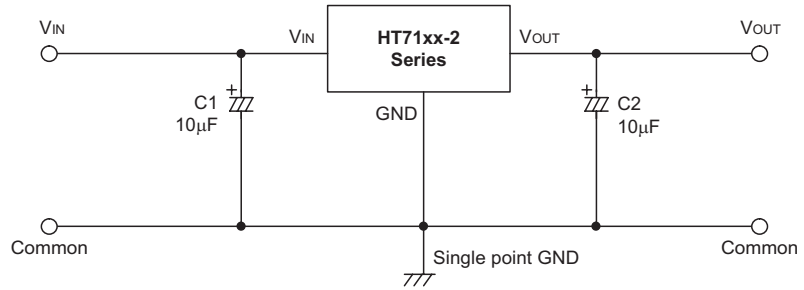 VIN
VIN
HT71xx-2
Series
VOUT
VOUT
+
C1
10μF
GND
+
C2
10μF
Common
Single point GND
Common